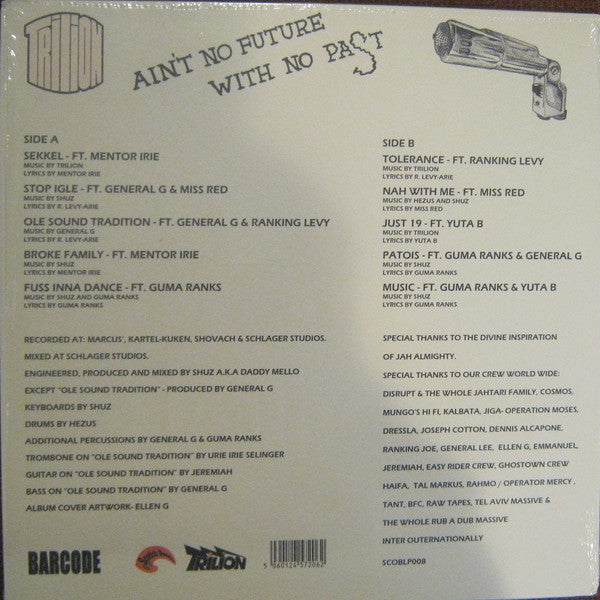 TRILION
AIN'T NO FUTURE
WITH NO PAST
SIDE A
SEKKEL - FT. MENTOR IRIE
MUSIC BY TRILION
LYRICS BY MENTOR IRIE
STOP IGLE - FT. GENERAL G & MISS RED
MUSIC BY SHUZ
LYRICS BY R. LEVY-ARIE
OLE SOUND TRADITION - FT. GENERAL G & RANKING LEVY
MUSIC BY GENERAL G
LYRICS BY R. LEVY-ARIE
BROKE FAMILY - FT. MENTOR IRIE
MUSIC BY SHUZ
LYRICS BY MENTOR IRIE
FUSS INNA DANCE - FT. GUMA RANKS
MUSIC BY SHUZ AND GUMA RANKS
LYRICS BY GUMA RANKS
RECORDED AT: MARCUS', KARTEL-KUKEN, SHOVACH & SCHLAGER STUDIOS.
MIXED AT SCHLAGER STUDIOS.
ENGINEERED, PRODUCED AND MIXED BY SHUZ A.K.A DADDY MELLO
EXCEPT "OLE SOUND TRADITION" - PRODUCED BY GENERAL G
KEYBOARDS BY SHUZ
DRUMS BY HEZUS
ADDITIONAL PERCUSSIONS BY GENERAL G & GUMA RANKS
TROMBONE ON "OLE SOUND TRADITION" BY URIE IRIE SELINGER
GUITAR ON "OLE SOUND TRADITION" BY JEREMIAH
BASS ON "OLE SOUND TRADITION" BY GENERAL G
ALBUM COVER ARTWORK- ELLEN G
SIDE B
TOLERANCE - FT. RANKING LEVY
MUSIC BY TRILION
LYRICS BY R. LEVY-ARIE
NAH WITH ME - FT. MISS RED
MUSIC BY HEZUS AND SHUZ
LYRICS BY MISS RED
JUST 19 - FT. YUTA B
MUSIC BY TRILION
LYRICS BY YUTA B
PATOIS - FT. GUMA RANKS & GENERAL G
MUSIC BY SHUZ
LYRICS BY GUMA RANKS
MUSIC - FT. GUMA RANKS & YUTA B
MUSIC BY SHUZ
LYRICS BY GUMA RANKS
SPECIAL THANKS TO THE DIVINE INSPIRATION
OF JAH ALMIGHTY.
SPECIAL THANKS TO OUR CREW WORLD WIDE:
DISRUPT & THE WHOLE JAHTARI FAMILY, COSMOS,
MUNGO'S HI FI, KALBATA, JIGA- OPERATION MOSES,
DRESSLA, JOSEPH COTTON, DENNIS ALCAPONE,
RANKING JOE, GENERAL LEE, ELLEN G, EMMANUEL,
JEREMIAH, EASY RIDER CREW, GHOSTOWN CREW
HAIFA, TAL MARKUS, RAHMO / OPERATOR MERCY .
TANT, BFC, RAW TAPES, TEL AVIV MASSIVE &
THE WHOLE RUB A DUB MASSIVE
INTER OUTERNATIONALLY
SCOBLP008
BARCODE
TRILION
5 060124 572062